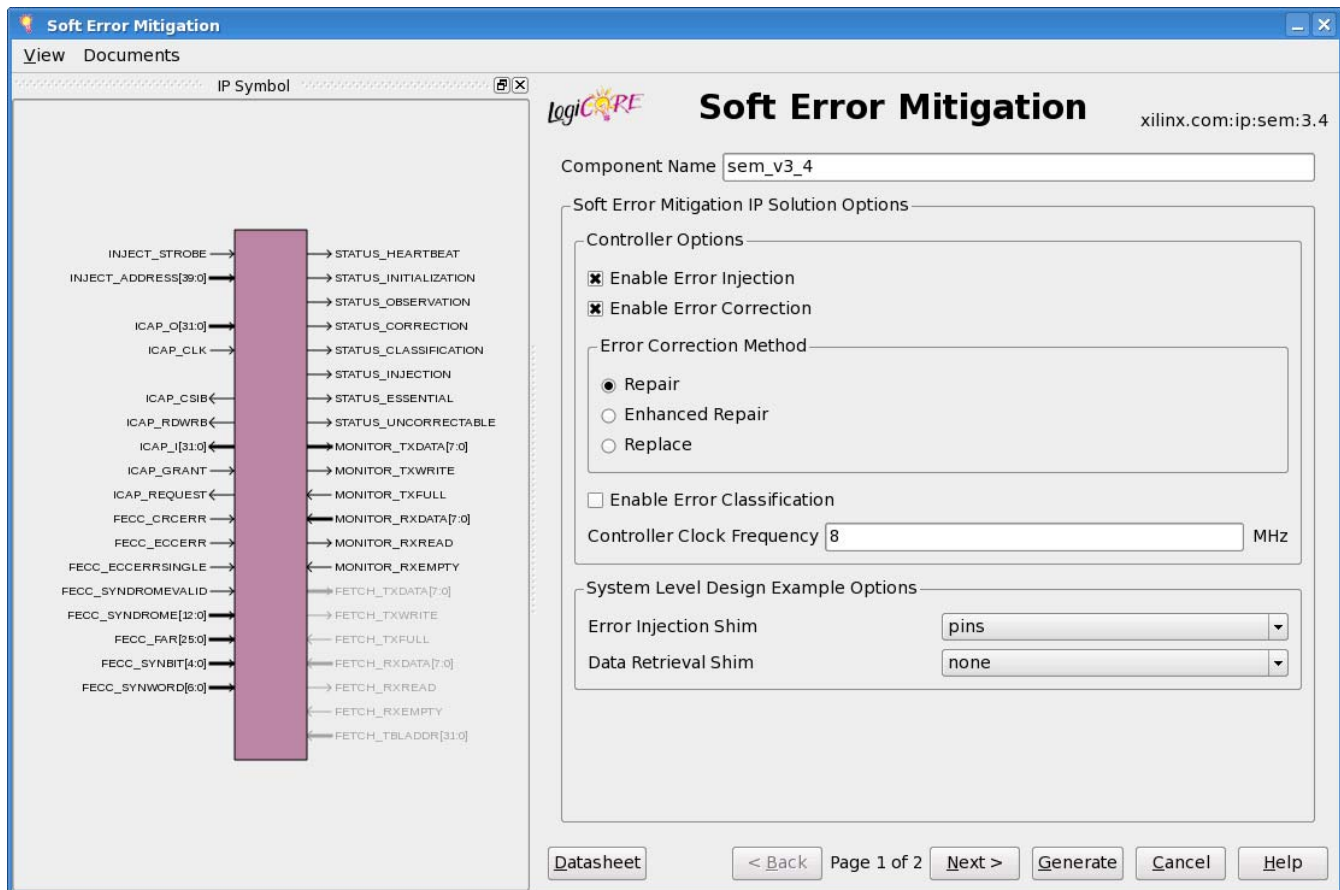 Soft Error Mitigation
View Documents
IP Symbol
INJECT_STROBE
INJECT_ADDRESS[39:0]
ICAP_O[31:0]
ICAP_CLK
ICAP_CSIB
ICAP_RDWRB
ICAP_I[31:0]
ICAP_GRANT
ICAP_REQUEST
FECC_CRCERR
FECC_ECCERR
FECC_ECCERRSINGLE
FECC_SYNDROMEVALID
FECC_SYNDROME[12:0]
FECC_FAR[25:0]
FECC_SYNBIT[4:0]
FECC_SYNWORD[6:0]
STATUS_HEARTBEAT
STATUS_INITIALIZATION
STATUS_OBSERVATION
STATUS_CORRECTION
STATUS_CLASSIFICATION
STATUS_INJECTION
STATUS_ESSENTIAL
STATUS_UNCORRECTABLE
MONITOR_TXDATA[7:0]
MONITOR_TXWRITE
MONITOR_TXFULL
MONITOR_RXDATA[7:0]
MONITOR_RXREAD
MONITOR_RXEMPTY
FETCH_TXDATA[7:0]
FETCH_TXWRITE
FETCH_TXFULL
FETCH_RXDATA[7:0]
FETCH_RXREAD
FETCH_RXEMPTY
FETCH_TBLADDR[31:0]
LogiCORE
Soft Error Mitigation
xilinx.com:ip:sem:3.4
Component Name sem_v3_4
Soft Error Mitigation IP Solution Options
Controller Options
Enable Error Injection
Enable Error Correction
Error Correction Method
Repair
Enhanced Repair
Replace
Enable Error Classification
Controller Clock Frequency 8 MHz
System Level Design Example Options
Error Injection Shim pins
Data Retrieval Shim none
Datasheet < Back Page 1 of 2 Next > Generate Cancel Help